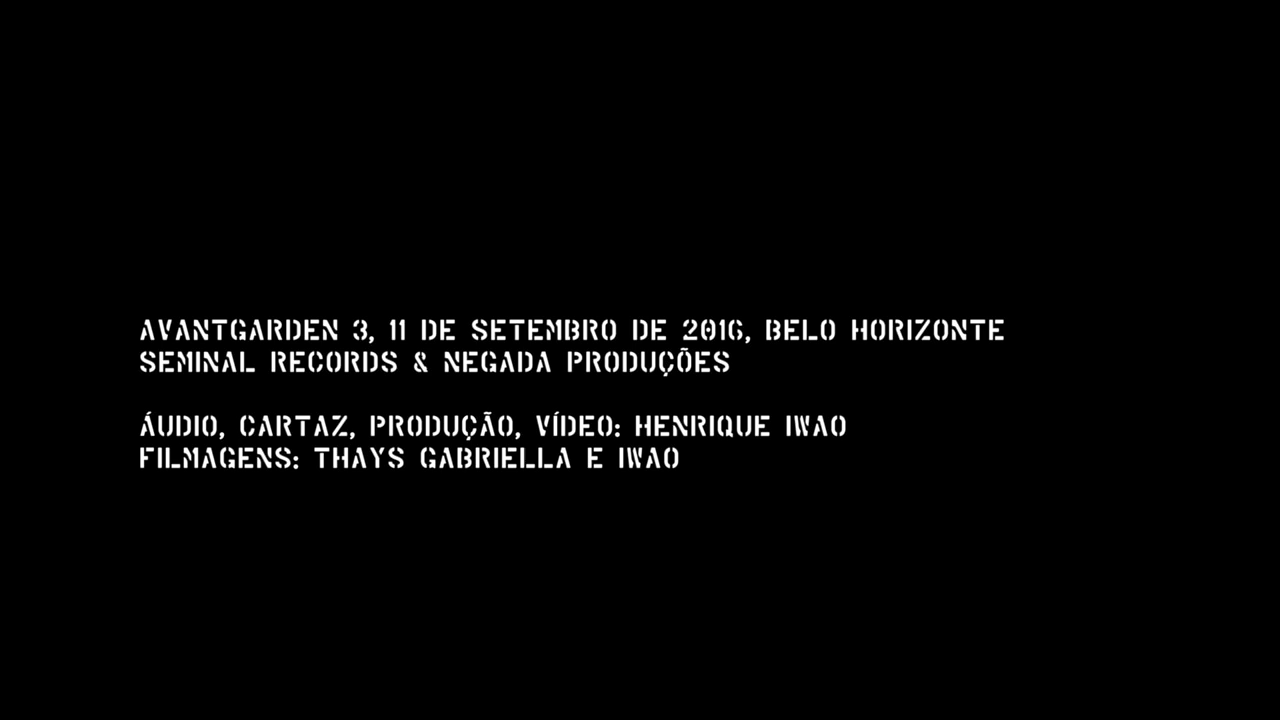 AVANTGARDEN 3, 11 DE SETEMBRO DE 2016, BELO HORIZONTE
SEMINAL RECORDS & NEGADA PRODUÇÕES
ÁUDIO, CARTAZ, PRODUÇÃO, VÍDEO: HENRIQUE IWAO
FILMAGENS: THAYS GABRIELLA E IWAO